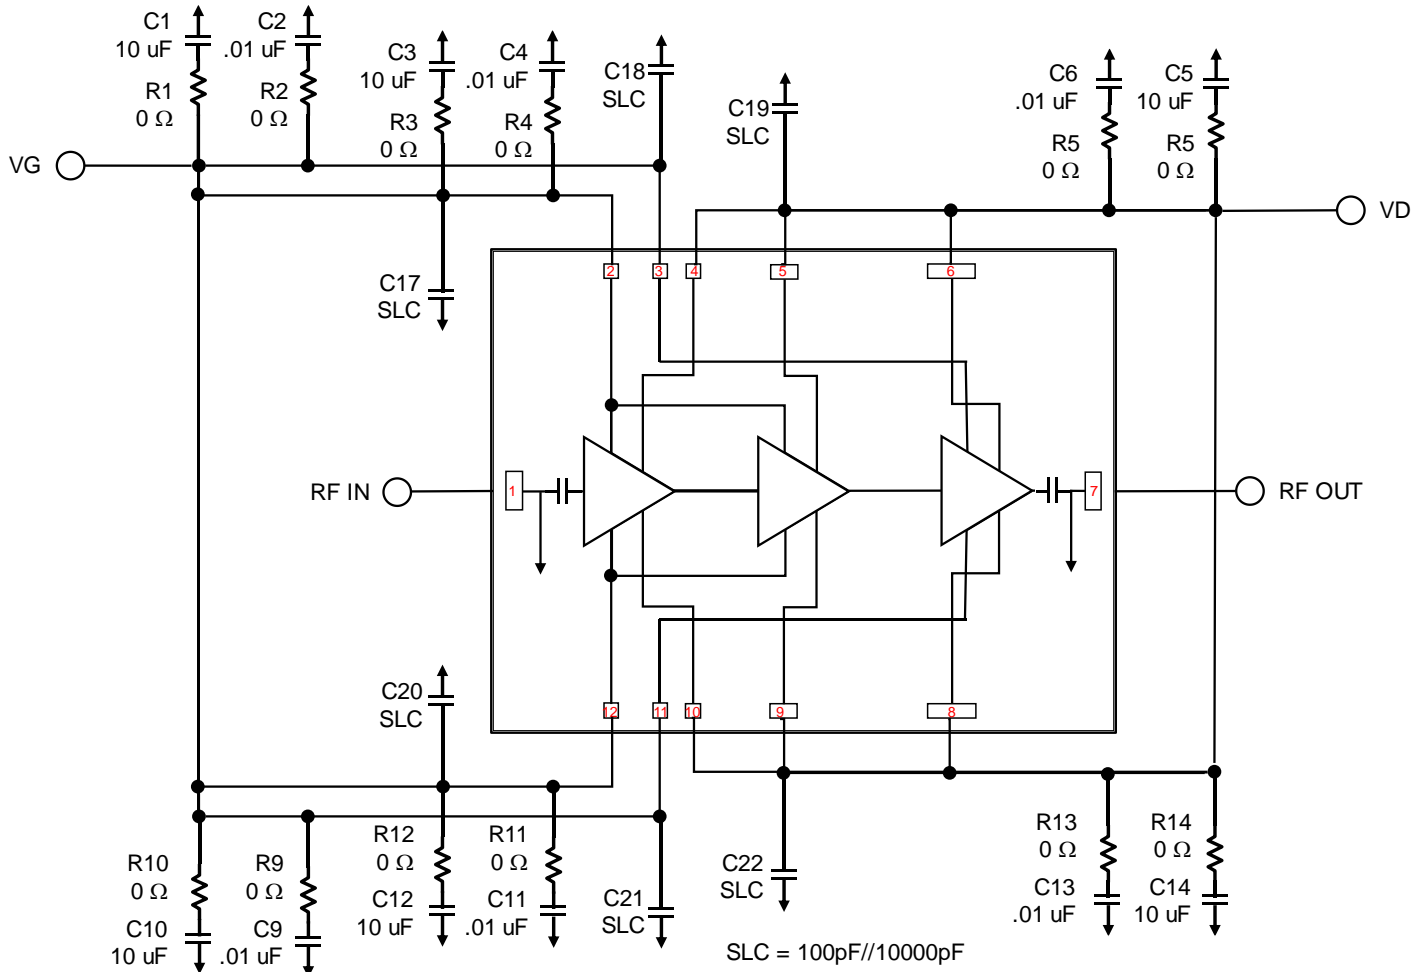 C1
10 uF
R1
0 Ω
C2
.01 uF
R2
0 Ω
C3
10 uF
R3
0 Ω
C4
.01 uF
R4
0 Ω
C18
SLC
C19
SLC
C6
.01 uF
R5
0 Ω
C5
10 uF
R5
0 Ω
VG
VD
C17
SLC
2
3
4
5
6
RF IN
1
7
RF OUT
12
11
10
9
8
C20
SLC
R10
0 Ω
C10
10 uF
R9
0 Ω
C9
.01 uF
R12
0 Ω
C12
10 uF
R11
0 Ω
C11
.01 uF
C21
SLC
C22
SLC
R13
0 Ω
C13
.01 uF
R14
0 Ω
C14
10 uF
SLC = 100pF//10000pF